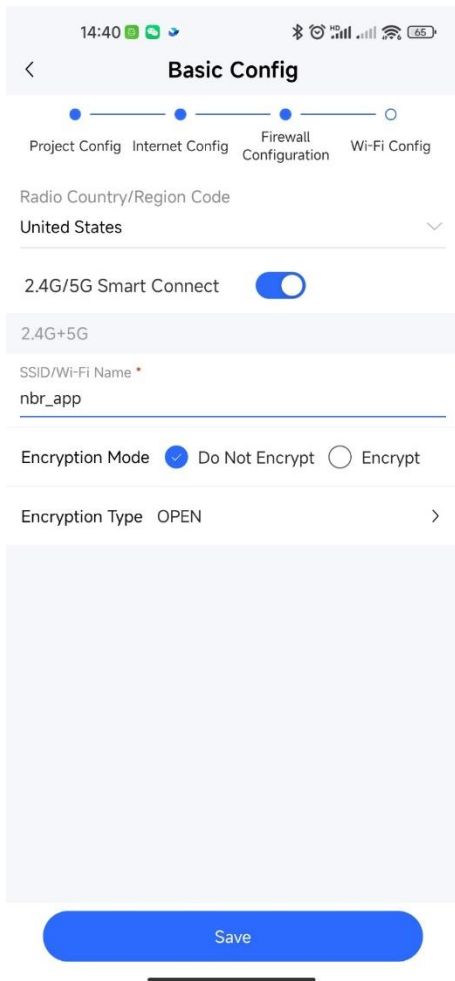 14:40 HD 65
Basic Config
Project Config Internet Config Firewall Configuration Wi-Fi Config
Radio Country/Region Code
United States
2.4G/5G Smart Connect
2.4G+5G
SSID/Wi-Fi Name *
nbr_app
Encryption Mode Do Not Encrypt Encrypt
Encryption Type OPEN
Save